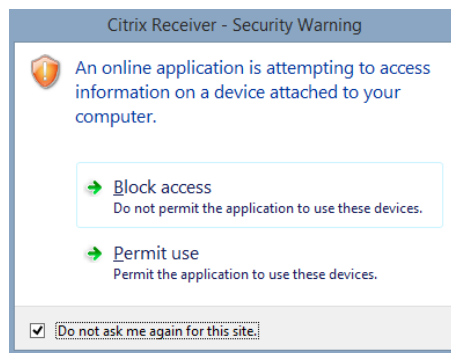 Citrix Receiver - Security Warning
An online application is attempting to access
information on a device attached to your
computer.
Block access
Do not permit the application to use these devices.
Permit use
Permit the application to use these devices.
Do not ask me again for this site.